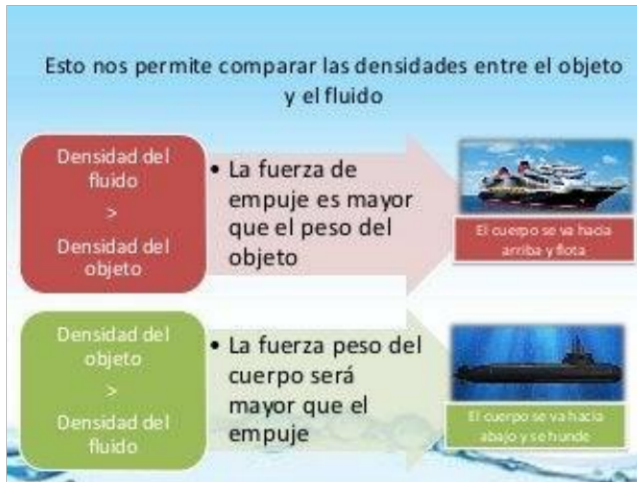 Esto nos permite comparar las densidades entre el objeto
y el fluido
Densidad del
fluido
>
Densidad del
objeto
• La fuerza de
empuje es mayor
que el peso del
objeto
El cuerpo se va hacia
arriba y flota
Densidad del
objeto
>
Densidad del
fluido
• La fuerza peso del
cuerpo será
mayor que el
empuje
El cuerpo se va hacia
abajo y se hunde